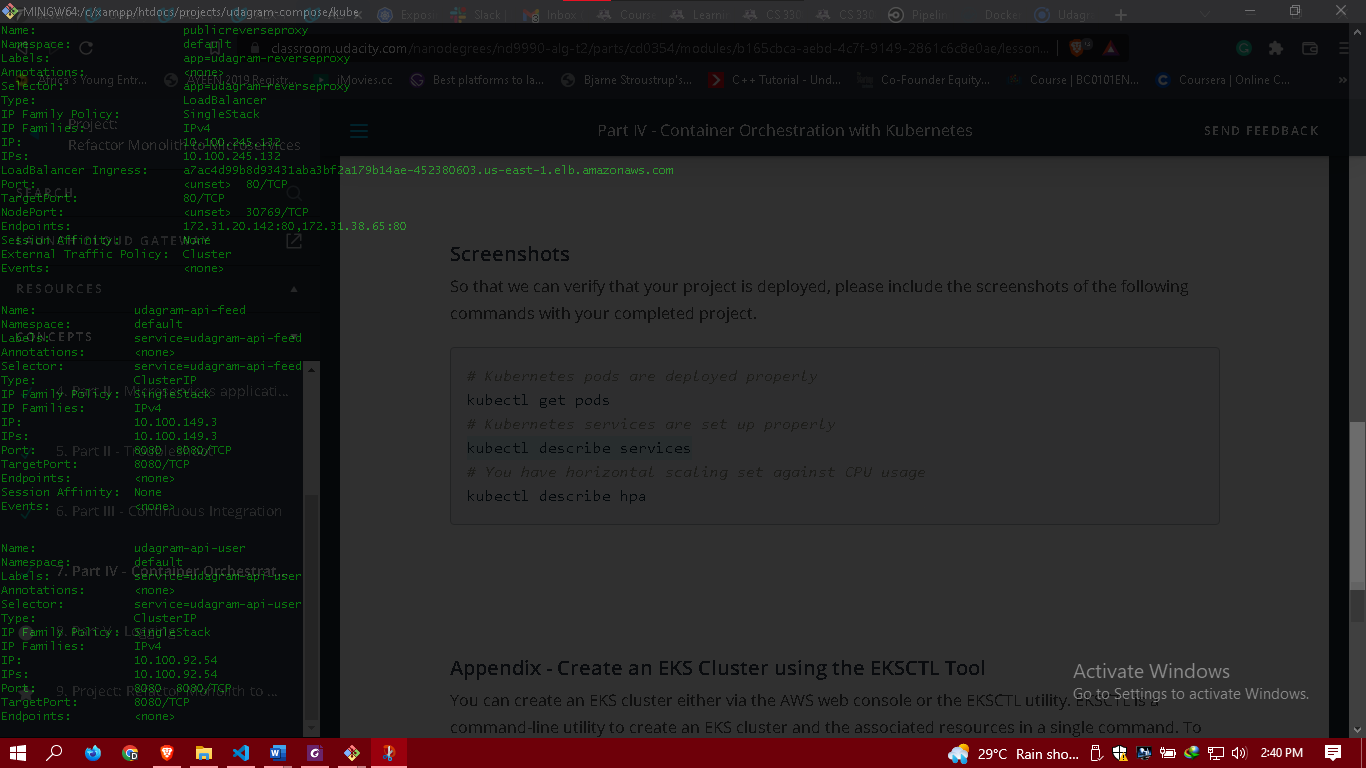 MINGW64:/c/xampp/htdocs/projects/udagram-compose/kube
Name: publicreverseproxy
Namespace: default
Labels: app=udagram-reverseproxy
Annotations: <none>
Selector: app=udagram-reverseproxy
Type: LoadBalancer
IP Family Policy: SingleStack
IP Families: IPv4
IP: 10.100.245.132
IPs: 10.100.245.132
LoadBalancer Ingress: a7ac4d99b8d93431aba3bf2a179b14ae-452380603.us-east-1.elb.amazonaws.com
Port: <unset> 80/TCP
TargetPort: 80/TCP
NodePort: <unset> 30769/TCP
Endpoints: 172.31.20.142:80,172.31.38.65:80
Session Affinity: None
External Traffic Policy: Cluster
Events: <none>
Name: udagram-api-feed
Namespace: default
Labels: service=udagram-api-feed
Annotations: <none>
Selector: service=udagram-api-feed
Type: ClusterIP
IP Family Policy: SingleStack
IP Families: IPv4
IP: 10.100.149.3
IPs: 10.100.149.3
Port: 8080 8080/TCP
TargetPort: 8080/TCP
Endpoints: <none>
Session Affinity: None
Events: <none>
Name: udagram-api-user
Namespace: default
Labels: service=udagram-api-user
Annotations: <none>
Selector: service=udagram-api-user
Type: ClusterIP
IP Family Policy: SingleStack
IP Families: IPv4
IP: 10.100.92.54
IPs: 10.100.92.54
Port: 8080 8080/TCP
TargetPort: 8080/TCP
Endpoints: <none>
Expos
Slack |
Inbox
Cours
Learni
CS 330
CS 330
Pipelin
Docke
Udagr
classroom.udacity.com/nanodegrees/nd9990-alg-t2/parts/cd0354/modules/b165cbca-aebd-4c7f-9149-2861c6c8e0ae/lesson...
Africa's Young Entr...
AYEEN 2019 Registr...
iMovies.cc
Best platforms to la...
Bjarne Stroustrup's...
C++ Tutorial - Und...
Co-Founder Equity...
Course | BC0101EN...
Coursera | Online C...
Project:
Refactor Monolith to Microservices
SEARCH
LAUNCH CLOUD GATEWAY
RESOURCES
CONCEPTS
4. Part II - Microservices applicati...
5. Part II - Troubleshoot
6. Part III - Continuous Integration
7. Part IV - Container Orchestrat...
8. Part V - Logging
9. Project: Refactor Monolith to ...
Part IV - Container Orchestration with Kubernetes
SEND FEEDBACK
Screenshots
So that we can verify that your project is deployed, please include the screenshots of the following
commands with your completed project.
# Kubernetes pods are deployed properly
kubectl get pods
# Kubernetes services are set up properly
kubectl describe services
# You have horizontal scaling set against CPU usage
kubectl describe hpa
Appendix - Create an EKS Cluster using the EKSCTL Tool
You can create an EKS cluster either via the AWS web console or the EKSCTL utility. EKSCTL is a
command-line utility to create an EKS cluster and the associated resources in a single command. To
Activate Windows
Go to Settings to activate Windows.
29°C Rain sho...
2:40 PM